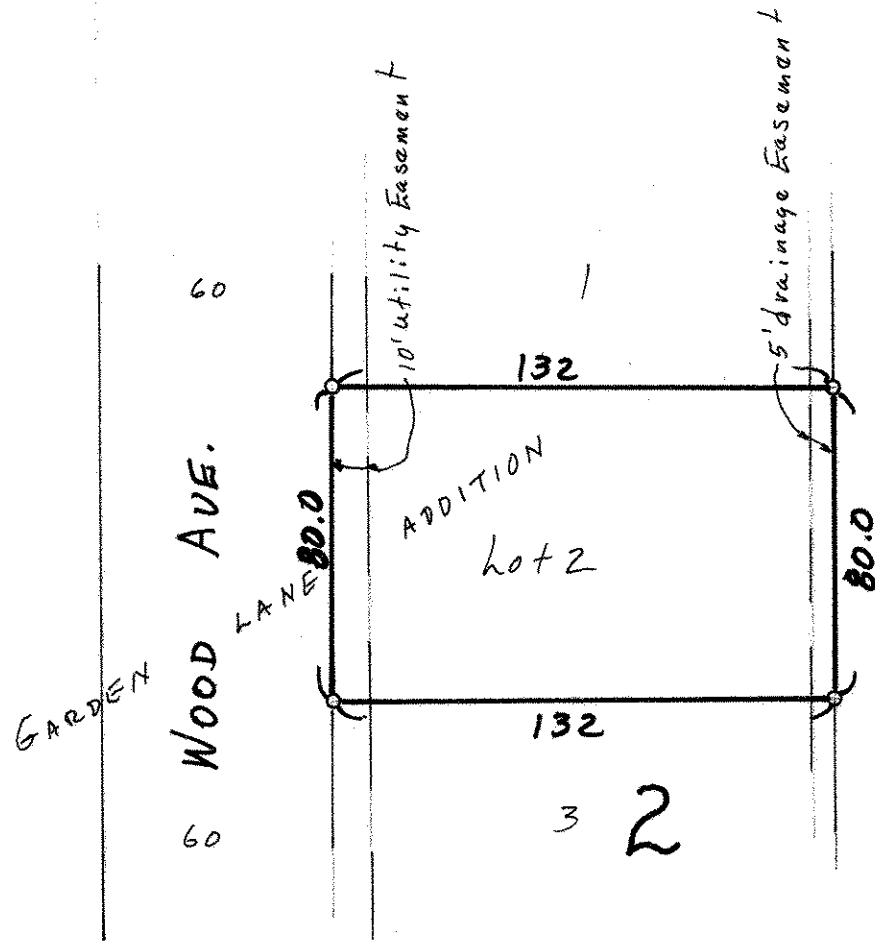 10' utility Easement
5' drainage Easement
60
1
132
80.0
WOOD AVE.
GARDEN LANE ADDITION
Lot 2
80.0
132
3
2
60